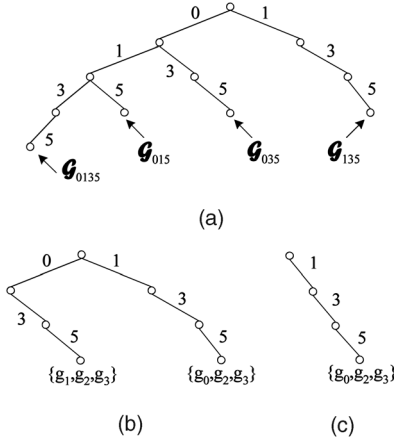 0 1
1 3
3 5 3 5 5
5
𝓖₀₁₅ 𝓖₀₃₅ 𝓖₁₃₅
𝓖₀₁₃₅
(a)
0 1 1
3 3 3
5 5 5
{g₁,g₂,g₃} {g₀,g₂,g₃} {g₀,g₂,g₃}
(b) (c)